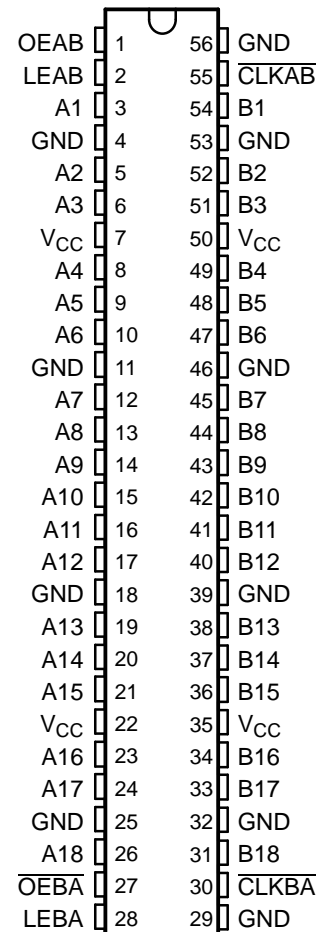 OEAB 1 56 GND
LEAB 2 55 C̅L̅K̅A̅B̅
A1 3 54 B1
GND 4 53 GND
A2 5 52 B2
A3 6 51 B3
VCC 7 50 VCC
A4 8 49 B4
A5 9 48 B5
A6 10 47 B6
GND 11 46 GND
A7 12 45 B7
A8 13 44 B8
A9 14 43 B9
A10 15 42 B10
A11 16 41 B11
A12 17 40 B12
GND 18 39 GND
A13 19 38 B13
A14 20 37 B14
A15 21 36 B15
VCC 22 35 VCC
A16 23 34 B16
A17 24 33 B17
GND 25 32 GND
A18 26 31 B18
O̅E̅B̅A̅ 27 30 C̅L̅K̅B̅A̅
LEBA 28 29 GND